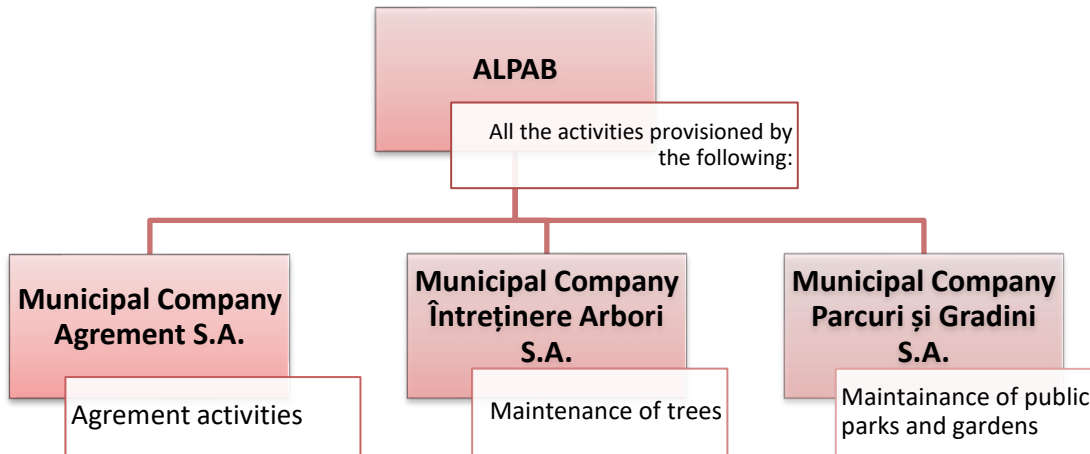 ALPAB
All the activities provisioned by
the following:
Municipal Company
Agrement S.A.
Agrement activities
Municipal Company
Întreținere Arbori
S.A.
Maintenance of trees
Municipal Company
Parcuri și Gradini
S.A.
Maintainance of public
parks and gardens